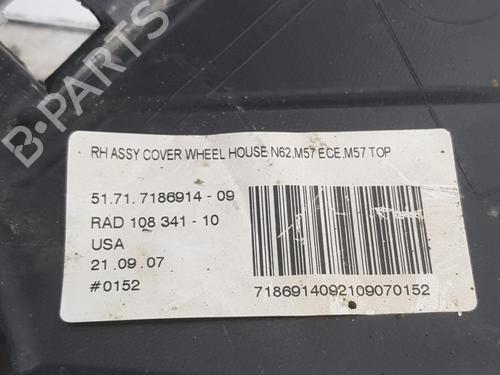 RH ASSY COVER WHEEL HOUSE N62,M57 ECE,M57 TOP
51.71.7186914 - 09
RAD 108 341 - 10
USA
21.09.07
#0152
7186914092109070152
B-PARTS